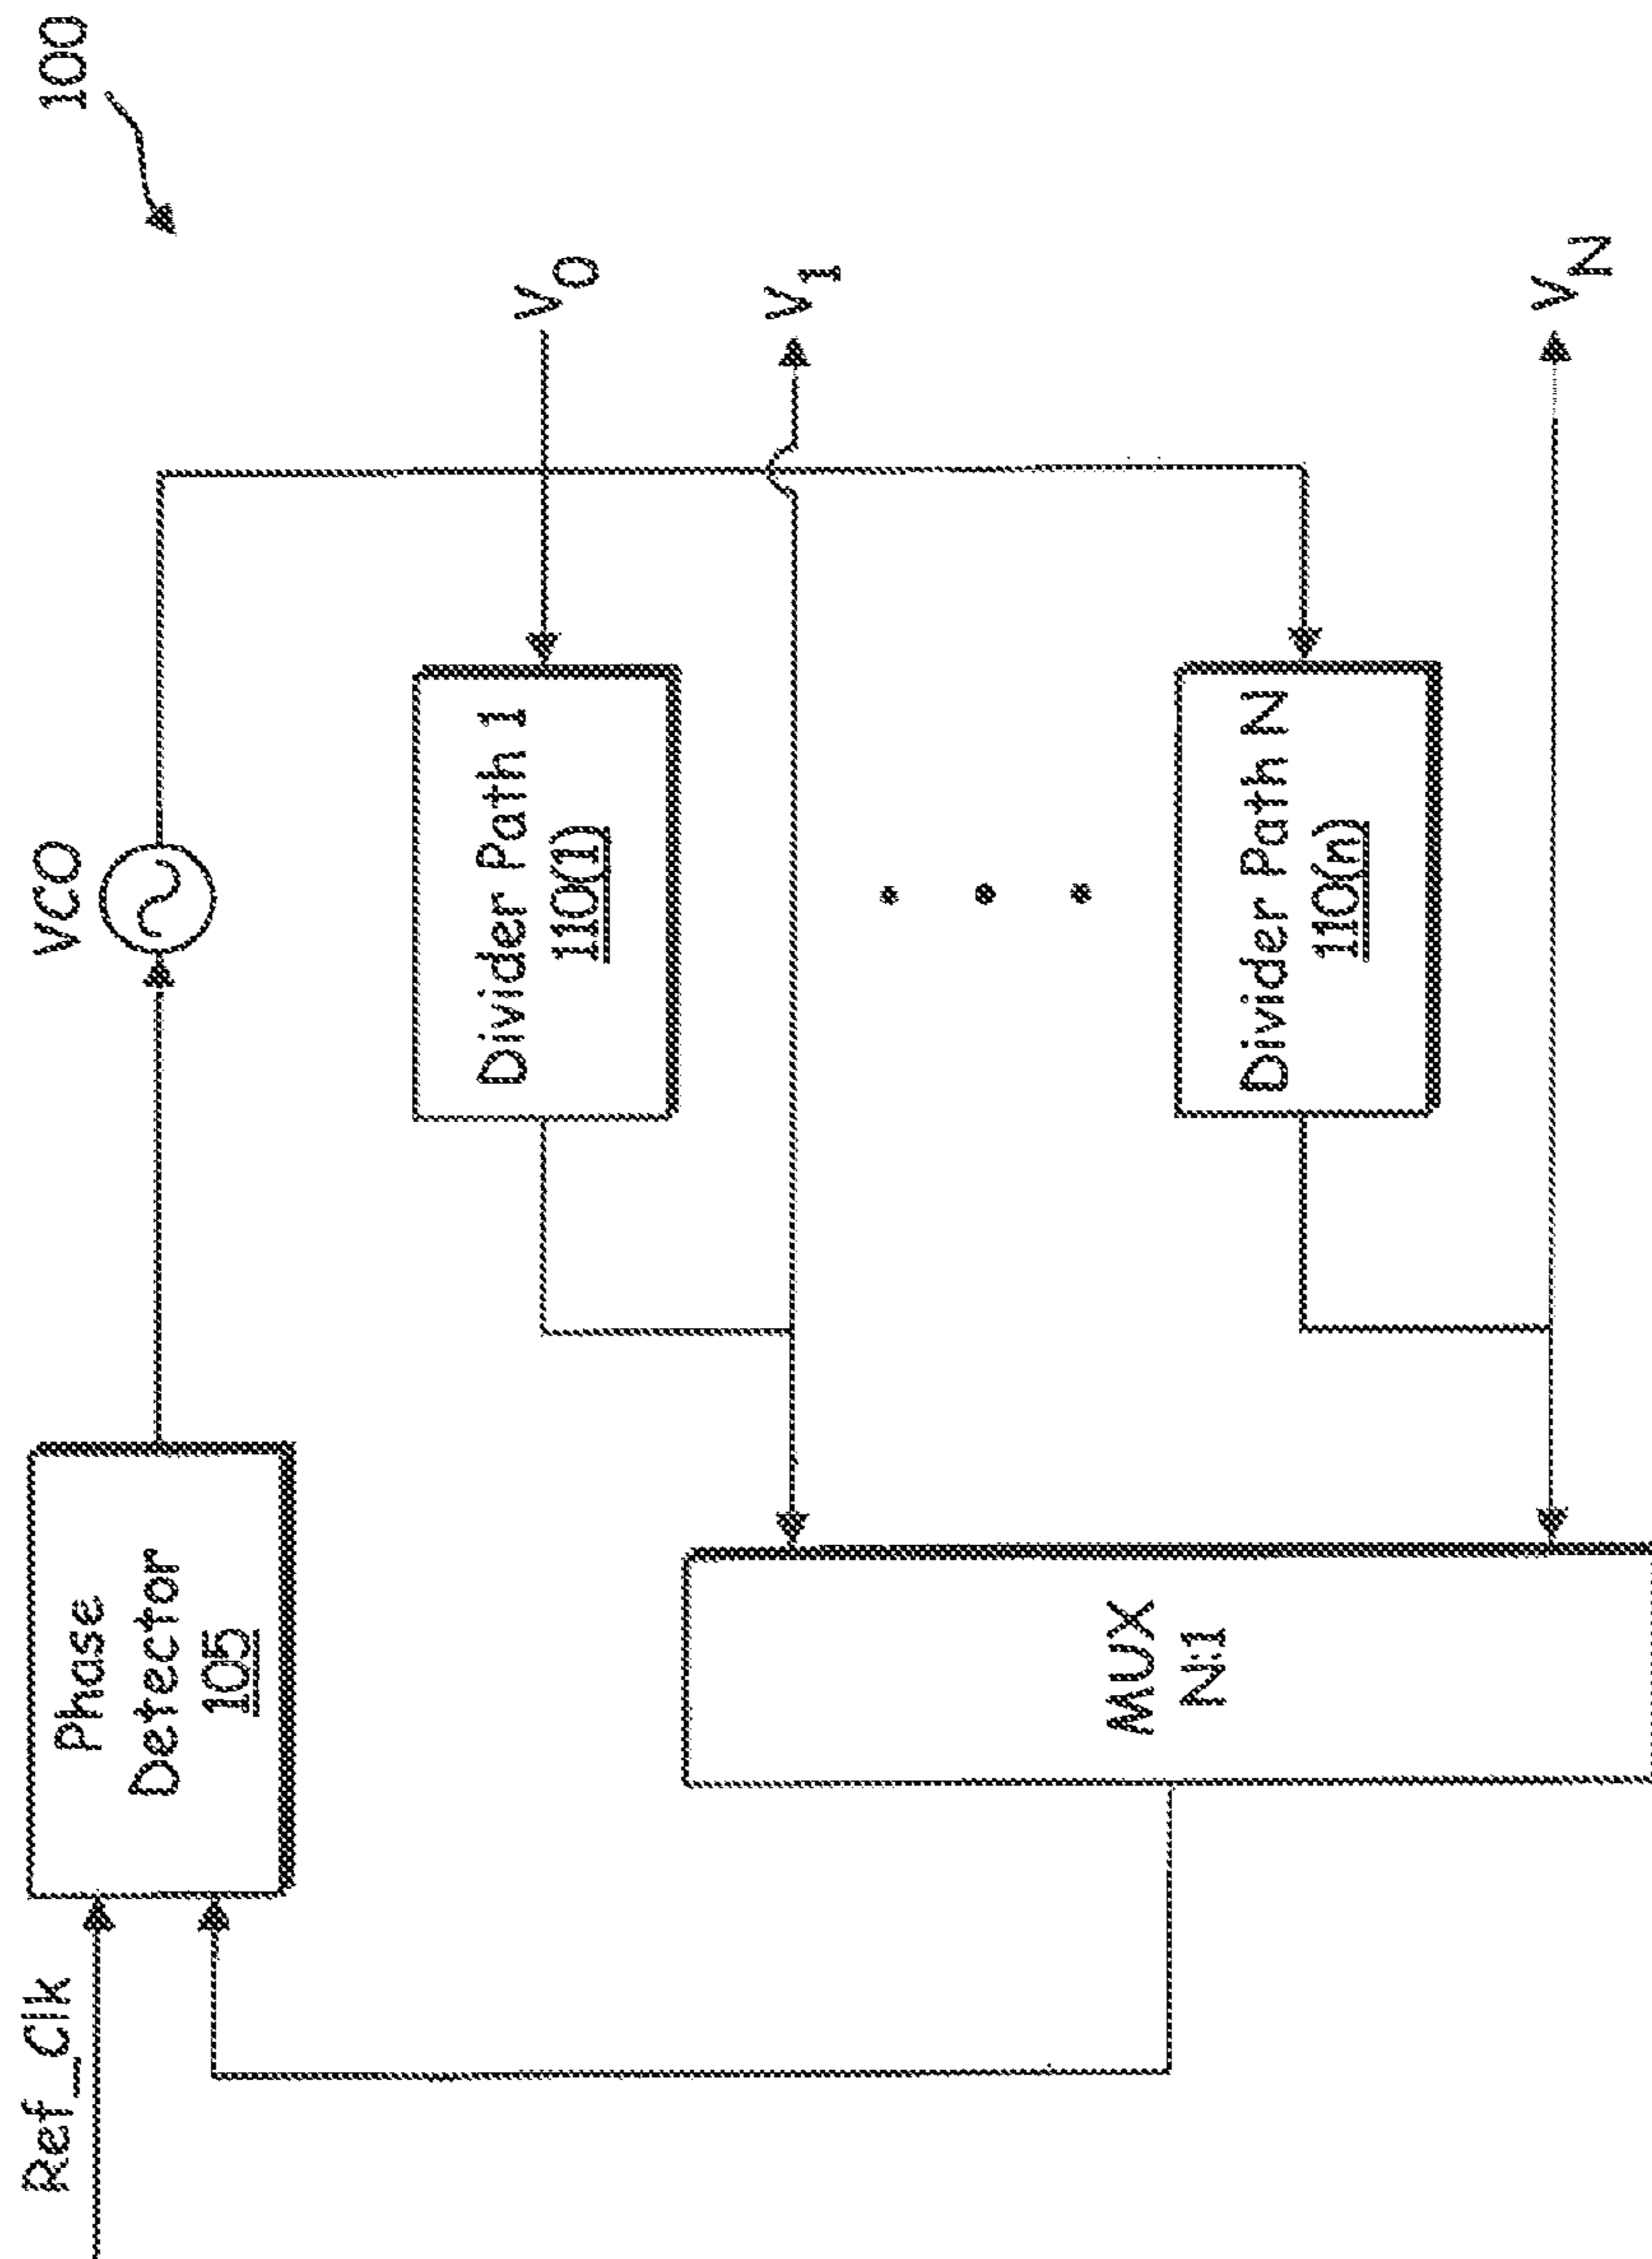 100
Ref_Clk
Phase
Detector
105
VCO
V0
Divider Path 1
110(1)
V1
MUX
N:1
Divider Path N
110(n)
VN